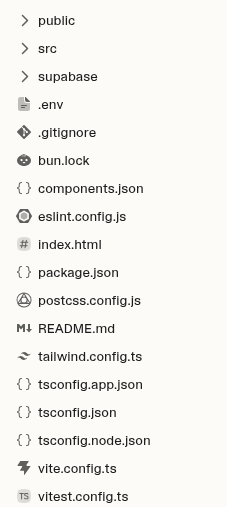 public
src
supabase
.env
.gitignore
bun.lock
components.json
eslint.config.js
index.html
package.json
postcss.config.js
README.md
tailwind.config.ts
tsconfig.app.json
tsconfig.json
tsconfig.node.json
vite.config.ts
vitest.config.ts